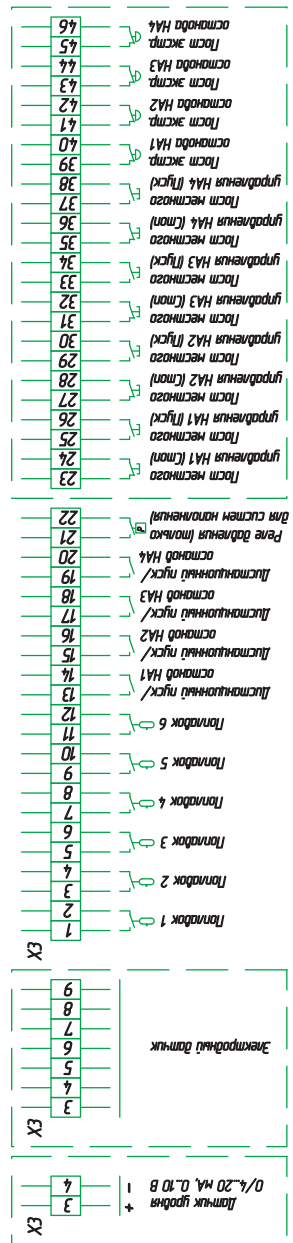 EX
Датчик уровня + 3
0/4...20 мА, 0...10 В - 4
EX
3
4
5
Электродный датчик 6
7
8
9
EX
1
Поплавок 1
2
3
Поплавок 2
4
5
Поплавок 3
6
7
Поплавок 4
8
9
Поплавок 5
10
11
Поплавок 6
12
Дистанционный пуск/ 13
останов НА1 14
Дистанционный пуск/ 15
останов НА2 16
Дистанционный пуск/ 17
останов НА3 18
Дистанционный пуск/ 19
останов НА4 20
Реле давления (только P 21
для систем наполнения) 22
Пост местного 23
управления НА1 (Стоп) 24
Пост местного 25
управления НА1 (Пуск) 26
Пост местного 27
управления НА2 (Стоп) 28
Пост местного 29
управления НА2 (Пуск) 30
Пост местного 31
управления НА3 (Стоп) 32
Пост местного 33
управления НА3 (Пуск) 34
Пост местного 35
управления НА4 (Стоп) 36
Пост местного 37
управления НА4 (Пуск) 38
Пост экстр. 39
останова НА1 40
Пост экстр. 41
останова НА2 42
Пост экстр. 43
останова НА3 44
Пост экстр. 45
останова НА4 46